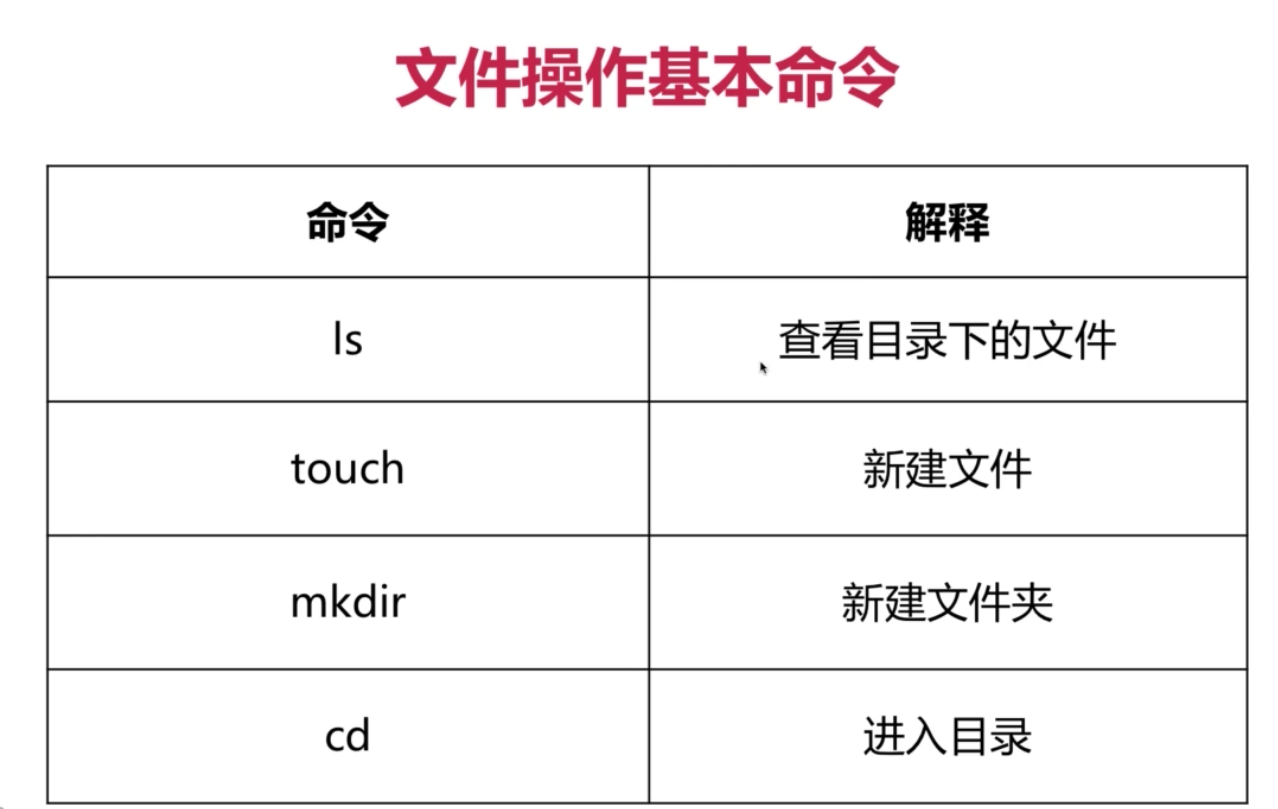 文件操作基本命令
命令 解释
ls 查看目录下的文件
touch 新建文件
mkdir 新建文件夹
cd 进入目录